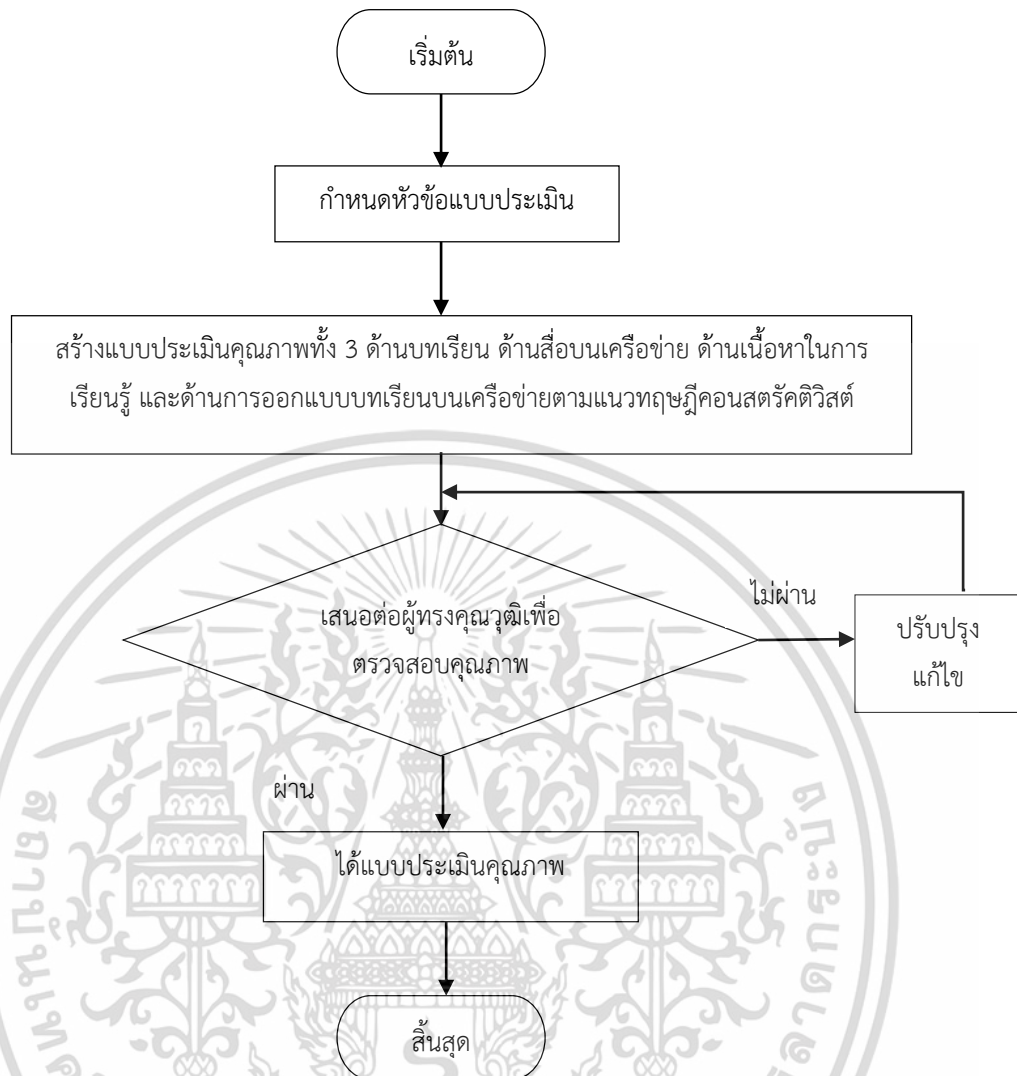 เริ่มต้น
กำหนดหัวข้อแบบประเมิน
สร้างแบบประเมินคุณภาพทั้ง 3 ด้านบทเรียน ด้านสื่อบนเครือข่าย ด้านเนื้อหาในการ
เรียนรู้ และด้านการออกแบบบทเรียนบนเครือข่ายตามแนวทฤษฎีคอนสตรัคติวิสต์
เสนอต่อผู้ทรงคุณวุฒิเพื่อ
ตรวจสอบคุณภาพ
ไม่ผ่าน
ปรับปรุง
แก้ไข
ผ่าน
ได้แบบประเมินคุณภาพ
สิ้นสุด